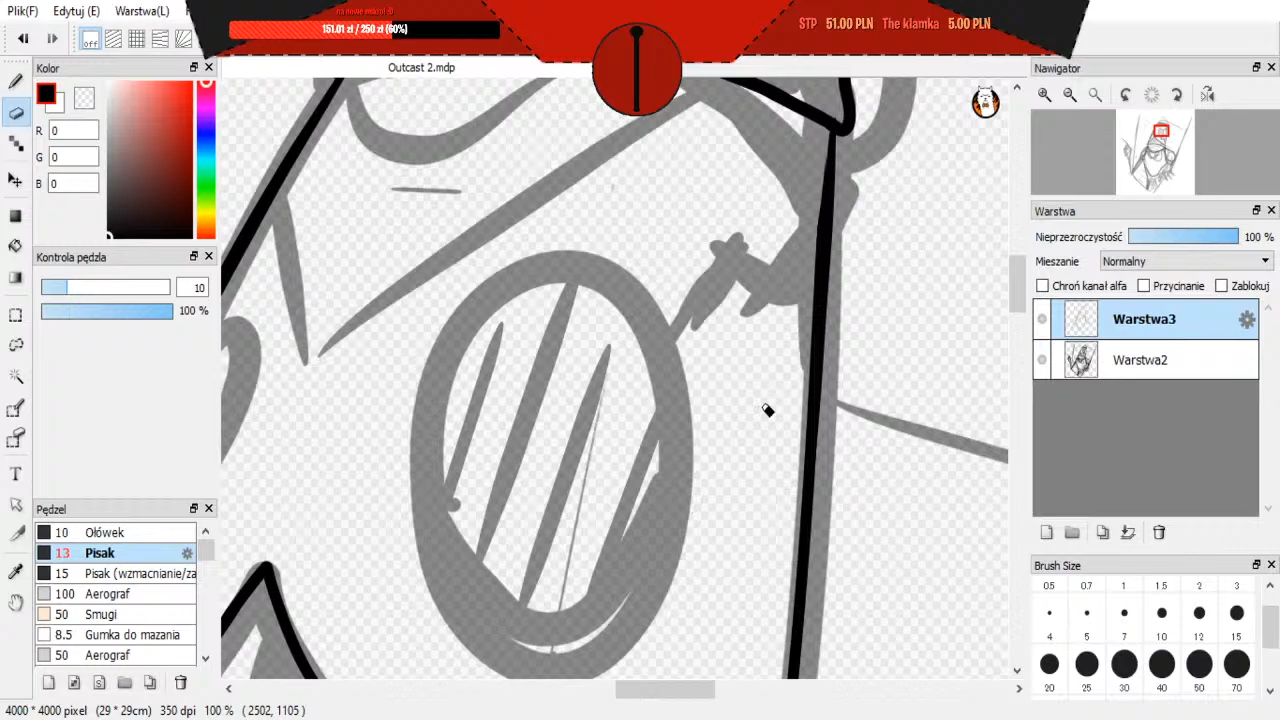 Plik(F) Edytuj (E) Warstwa(L)
na nowe mikro! :D
151.01 zł / 250 zł (60%)
STP 51.00 PLN The klamka 5.00 PLN
Outcast 2.mdp
off
Kolor
R 0
G 0
B 0
Kontrola pędzla
10
100 %
Pędzel
10 Ołówek
13 Pisak
15 Pisak (wzmacnianie/za
100 Aerograf
50 Smugi
8.5 Gumka do mazania
50 Aerograf
Nawigator
Warstwa
Nieprzezroczystość 100 %
Mieszanie Normalny
Chroń kanał alfa Przycinanie Zablokuj
Warstwa3
Warstwa2
Brush Size
0.5 0.7 1 1.5 2 3
4 5 7 10 12 15
20 25 30 40 50 70
4000 * 4000 pixel (29 * 29cm) 350 dpi 100 % ( 2502, 1105 )